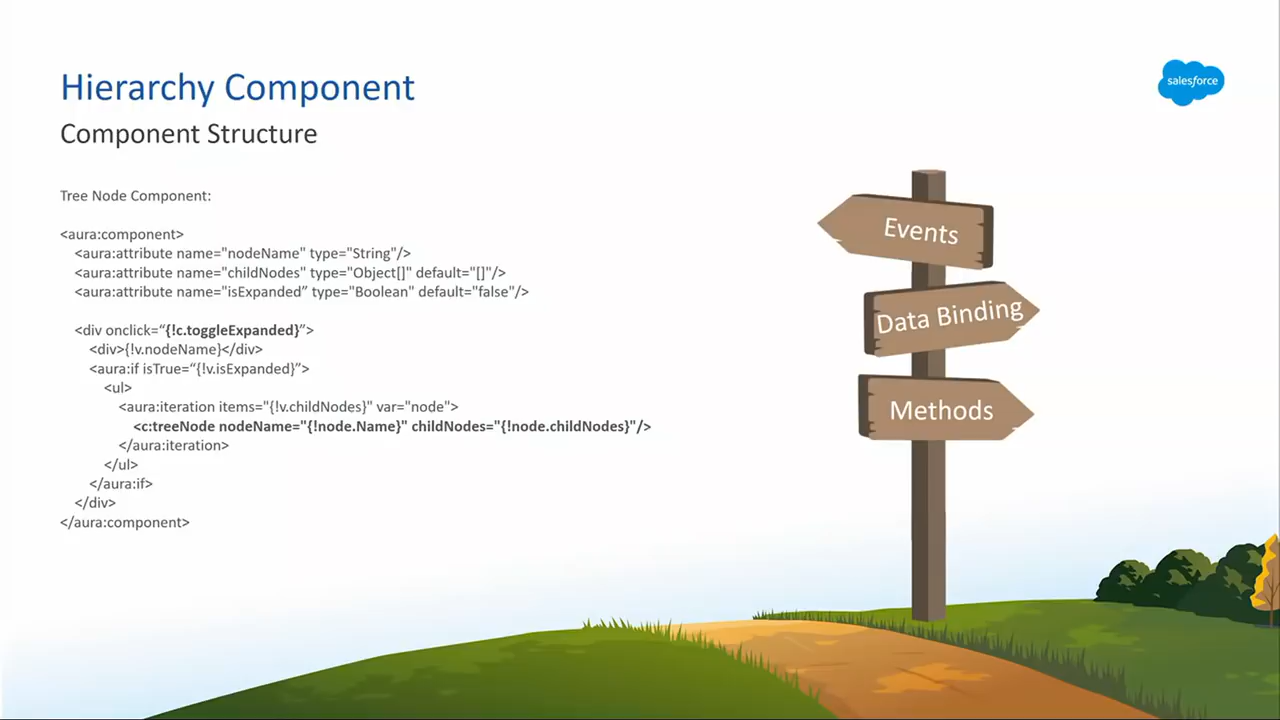 Hierarchy Component
salesforce
Component Structure
Tree Node Component:
<aura:component>
<aura:attribute name="nodeName" type="String"/>
<aura:attribute name="childNodes" type="Object[]" default="[]"/>
<aura:attribute name="isExpanded” type="Boolean" default="false"/>
<div onclick=“{!c.toggleExpanded}”>
<div>{!v.nodeName}</div>
<aura:if isTrue=“{!v.isExpanded}”>
<ul>
<aura:iteration items="{!v.childNodes}" var="node">
<c:treeNode nodeName="{!node.Name}" childNodes="{!node.childNodes}"/>
</aura:iteration>
</ul>
</aura:if>
</div>
</aura:component>
Events
Data Binding
Methods